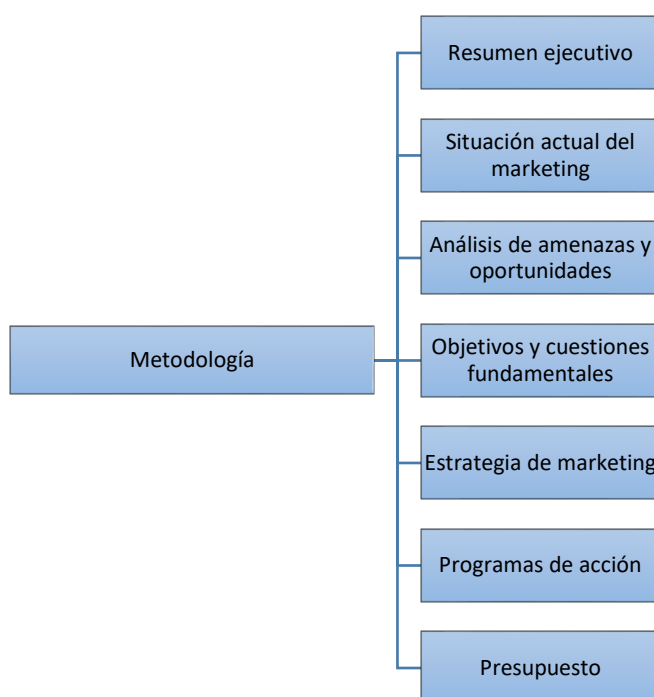 Resumen ejecutivo
Situación actual del
marketing
Análisis de amenazas y
oportunidades
Metodología
Objetivos y cuestiones
fundamentales
Estrategia de marketing
Programas de acción
Presupuesto